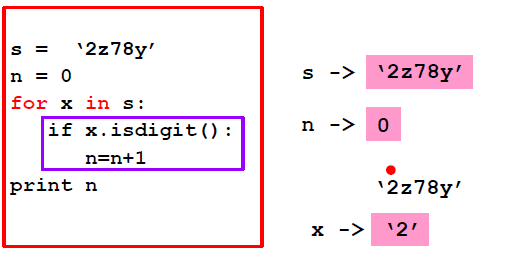 s =  ‘2z78y’
n = 0
for x in s:
   if x.isdigit():
      n=n+1
print n
s -> ‘2z78y’
n -> 0
‘2z78y’
x -> ‘2’